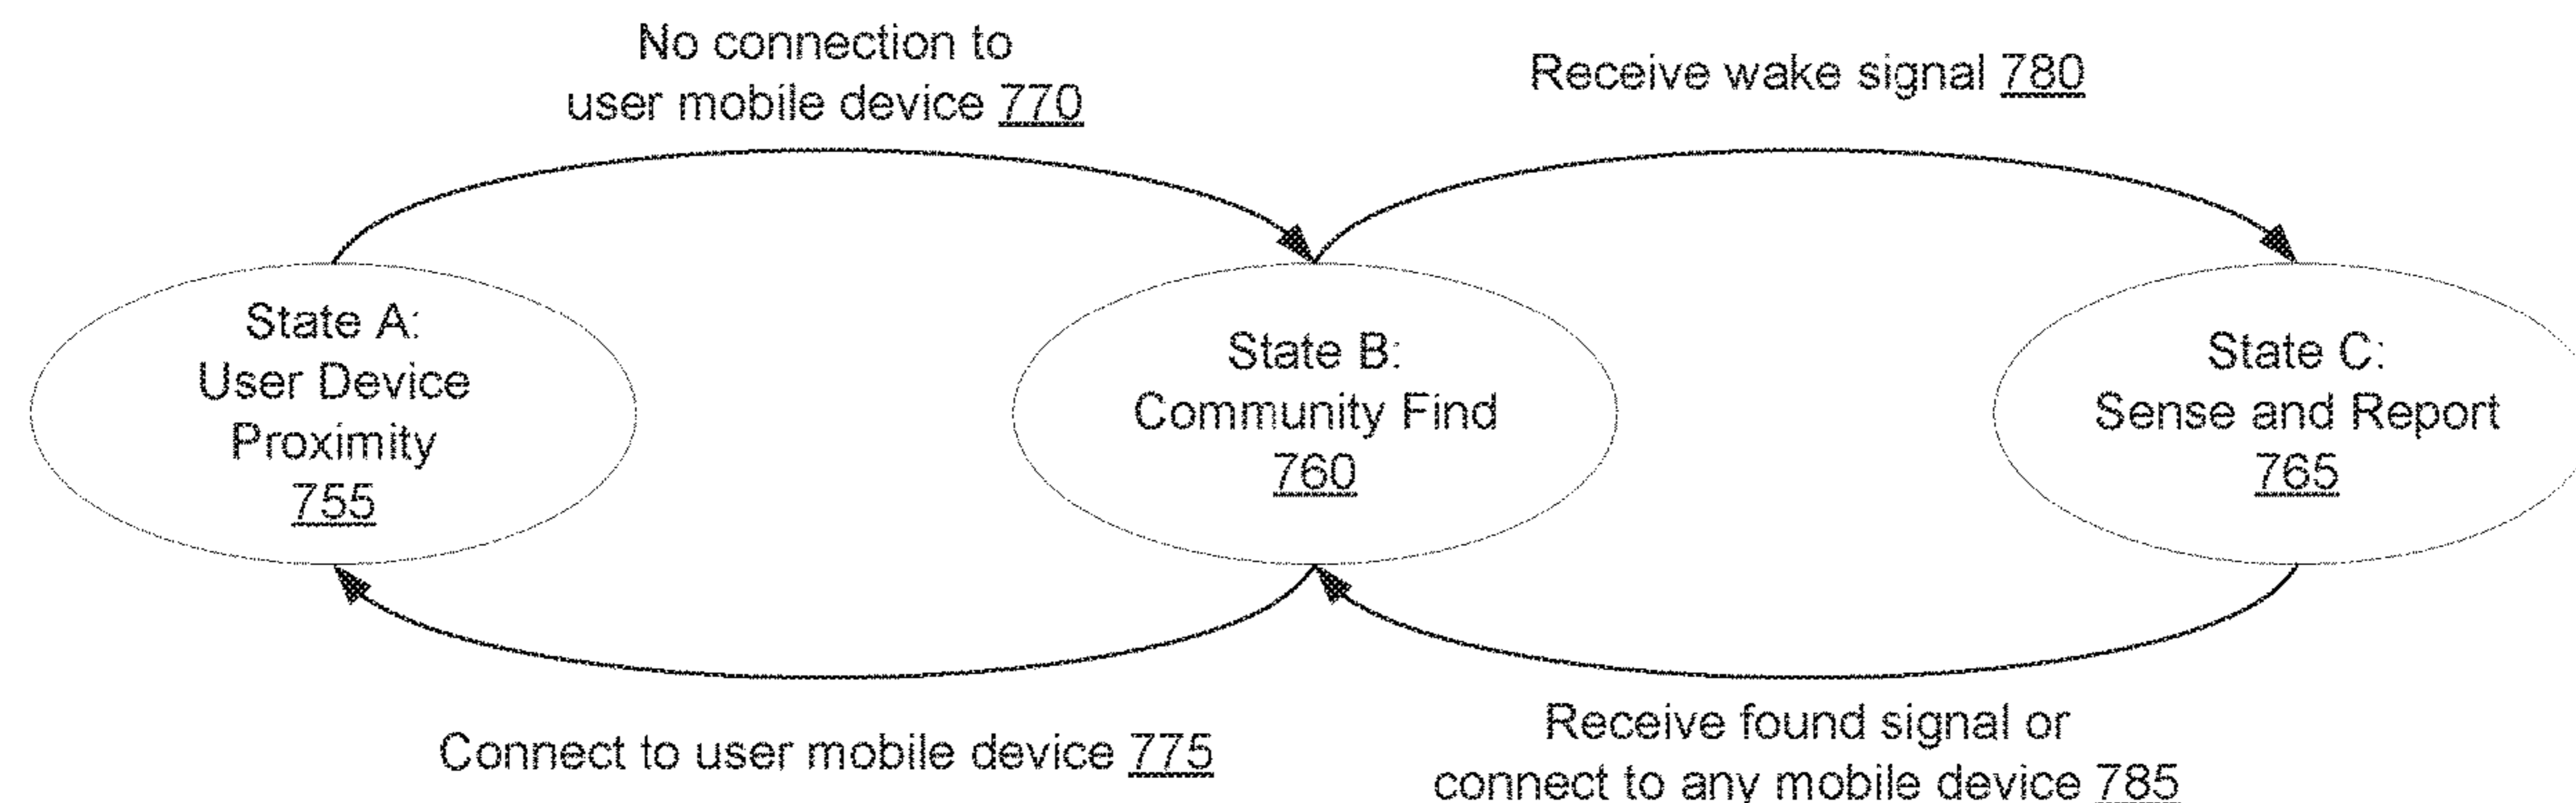 No connection to
user mobile device 770
Receive wake signal 780
State A:
User Device
Proximity
755
State B:
Community Find
760
State C:
Sense and Report
765
Connect to user mobile device 775
Receive found signal or
connect to any mobile device 785